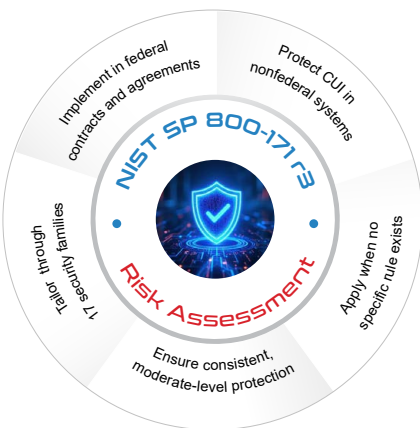 NIST SP 800-171 r3
Risk Assessment
Protect CUI in
nonfederal systems
Apply when no
specific rule exists
Ensure consistent,
moderate-level protection
Tailor through
17 security families
Implement in federal
contracts and agreements